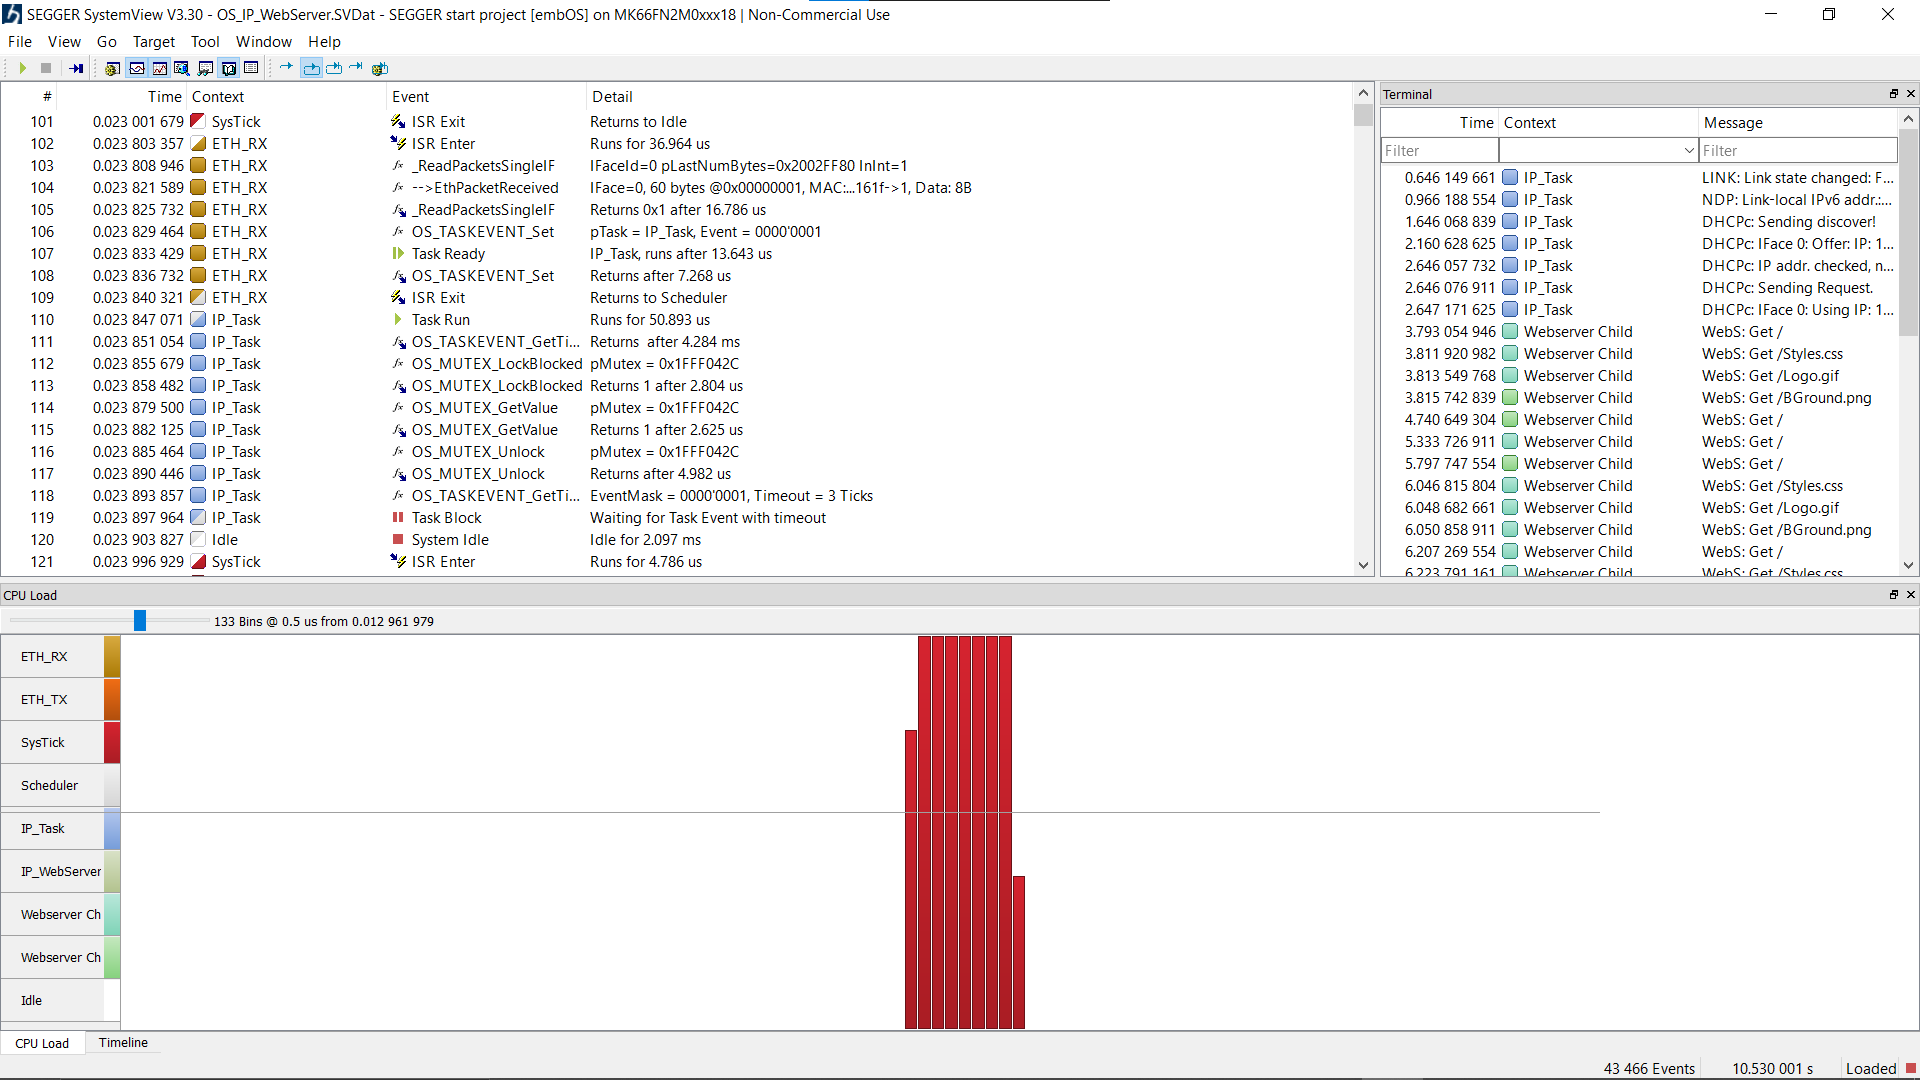 SEGGER SystemView V3.30 - OS_IP_WebServer.SVDat - SEGGER start project [embOS] on MK66FN2M0xxx18 | Non-Commercial Use
File View Go Target Tool Window Help
# Time Context Event Detail
101 0.023 001 679 SysTick ISR Exit Returns to Idle
102 0.023 803 357 ETH_RX ISR Enter Runs for 36.964 us
103 0.023 808 946 ETH_RX _ReadPacketsSingleIF IFaceId=0 pLastNumBytes=0x2002FF80 InInt=1
104 0.023 821 589 ETH_RX -->EthPacketReceived IFace=0, 60 bytes @0x00000001, MAC:...161f->1, Data: 8B
105 0.023 825 732 ETH_RX _ReadPacketsSingleIF Returns 0x1 after 16.786 us
106 0.023 829 464 ETH_RX OS_TASKEVENT_Set pTask = IP_Task, Event = 0000'0001
107 0.023 833 429 ETH_RX Task Ready IP_Task, runs after 13.643 us
108 0.023 836 732 ETH_RX OS_TASKEVENT_Set Returns after 7.268 us
109 0.023 840 321 ETH_RX ISR Exit Returns to Scheduler
110 0.023 847 071 IP_Task Task Run Runs for 50.893 us
111 0.023 851 054 IP_Task OS_TASKEVENT_GetTi... Returns after 4.284 ms
112 0.023 855 679 IP_Task OS_MUTEX_LockBlocked pMutex = 0x1FFF042C
113 0.023 858 482 IP_Task OS_MUTEX_LockBlocked Returns 1 after 2.804 us
114 0.023 879 500 IP_Task OS_MUTEX_GetValue pMutex = 0x1FFF042C
115 0.023 882 125 IP_Task OS_MUTEX_GetValue Returns 1 after 2.625 us
116 0.023 885 464 IP_Task OS_MUTEX_Unlock pMutex = 0x1FFF042C
117 0.023 890 446 IP_Task OS_MUTEX_Unlock Returns after 4.982 us
118 0.023 893 857 IP_Task OS_TASKEVENT_GetTi... EventMask = 0000'0001, Timeout = 3 Ticks
119 0.023 897 964 IP_Task Task Block Waiting for Task Event with timeout
120 0.023 903 827 Idle System Idle Idle for 2.097 ms
121 0.023 996 929 SysTick ISR Enter Runs for 4.786 us
Terminal
Time Context Message
Filter Filter
0.646 149 661 IP_Task LINK: Link state changed: F...
0.966 188 554 IP_Task NDP: Link-local IPv6 addr.:...
1.646 068 839 IP_Task DHCPc: Sending discover!
2.160 628 625 IP_Task DHCPc: IFace 0: Offer: IP: 1...
2.646 057 732 IP_Task DHCPc: IP addr. checked, n...
2.646 076 911 IP_Task DHCPc: Sending Request.
2.647 171 625 IP_Task DHCPc: IFace 0: Using IP: 1...
3.793 054 946 Webserver Child WebS: Get /
3.811 920 982 Webserver Child WebS: Get /Styles.css
3.813 549 768 Webserver Child WebS: Get /Logo.gif
3.815 742 839 Webserver Child WebS: Get /BGround.png
4.740 649 304 Webserver Child WebS: Get /
5.333 726 911 Webserver Child WebS: Get /
5.797 747 554 Webserver Child WebS: Get /
6.046 815 804 Webserver Child WebS: Get /Styles.css
6.048 682 661 Webserver Child WebS: Get /Logo.gif
6.050 858 911 Webserver Child WebS: Get /BGround.png
6.207 269 554 Webserver Child WebS: Get /
6.223 791 161 Webserver Child WebS: Get /Styles.css
CPU Load
133 Bins @ 0.5 us from 0.012 961 979
ETH_RX
ETH_TX
SysTick
Scheduler
IP_Task
IP_WebServer
Webserver Ch
Webserver Ch
Idle
CPU Load Timeline
43 466 Events 10.530 001 s Loaded